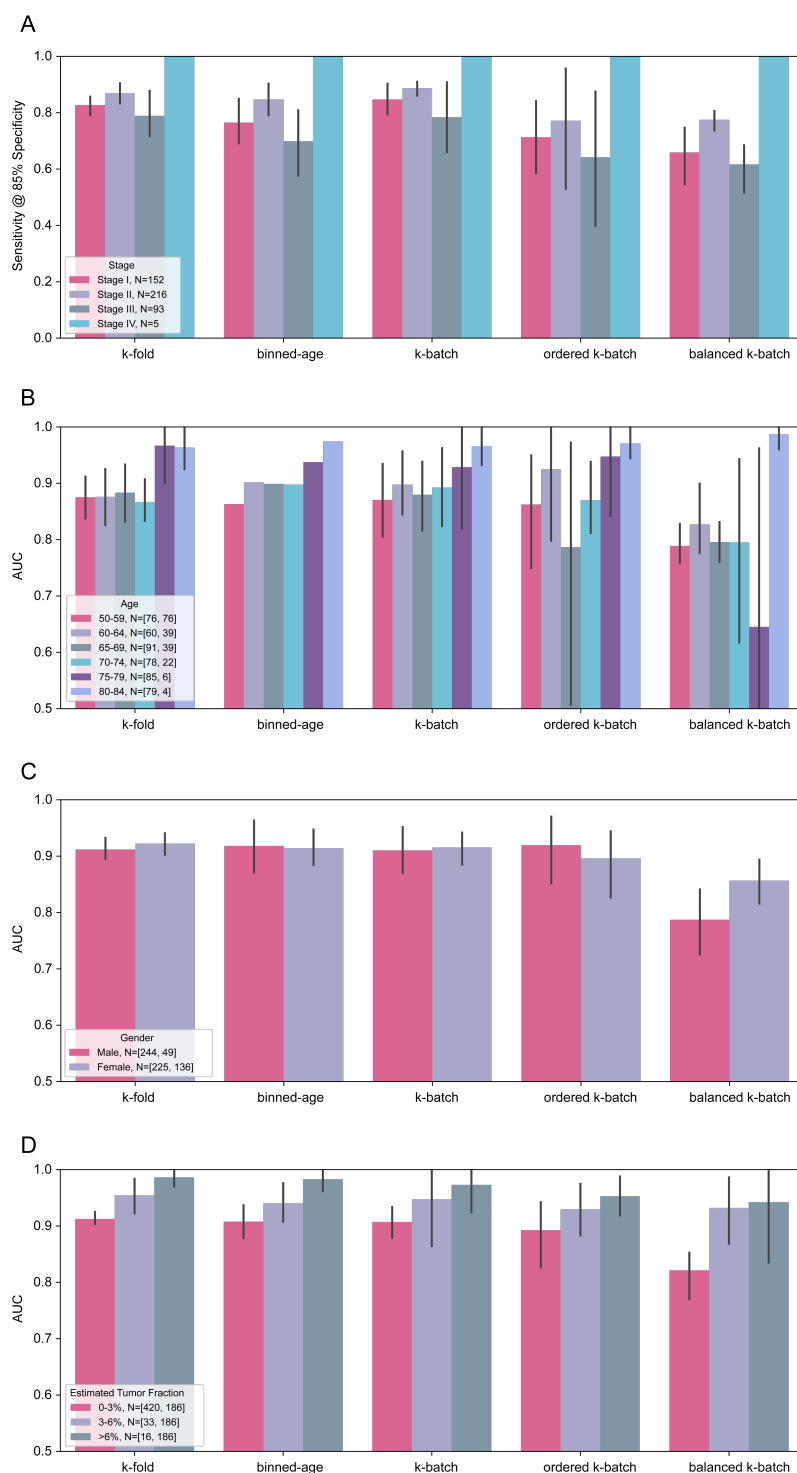 A
1.0
0.8
0.6
0.4
0.2
0.0
Sensitivity @ 85% Specificity
Stage
Stage I, N=152
Stage II, N=216
Stage III, N=93
Stage IV, N=5
k-fold
binned-age
k-batch
ordered k-batch
balanced k-batch
B
1.0
0.9
0.8
0.7
0.6
0.5
AUC
Age
50-59, N=[76, 76]
60-64, N=[60, 39]
65-69, N=[91, 39]
70-74, N=[78, 22]
75-79, N=[85, 6]
80-84, N=[79, 4]
k-fold
binned-age
k-batch
ordered k-batch
balanced k-batch
C
1.0
0.9
0.8
0.7
0.6
0.5
AUC
Gender
Male, N=[244, 49]
Female, N=[225, 136]
k-fold
binned-age
k-batch
ordered k-batch
balanced k-batch
D
1.0
0.9
0.8
0.7
0.6
0.5
AUC
Estimated Tumor Fraction
0-3%, N=[420, 186]
3-6%, N=[33, 186]
>6%, N=[16, 186]
k-fold
binned-age
k-batch
ordered k-batch
balanced k-batch